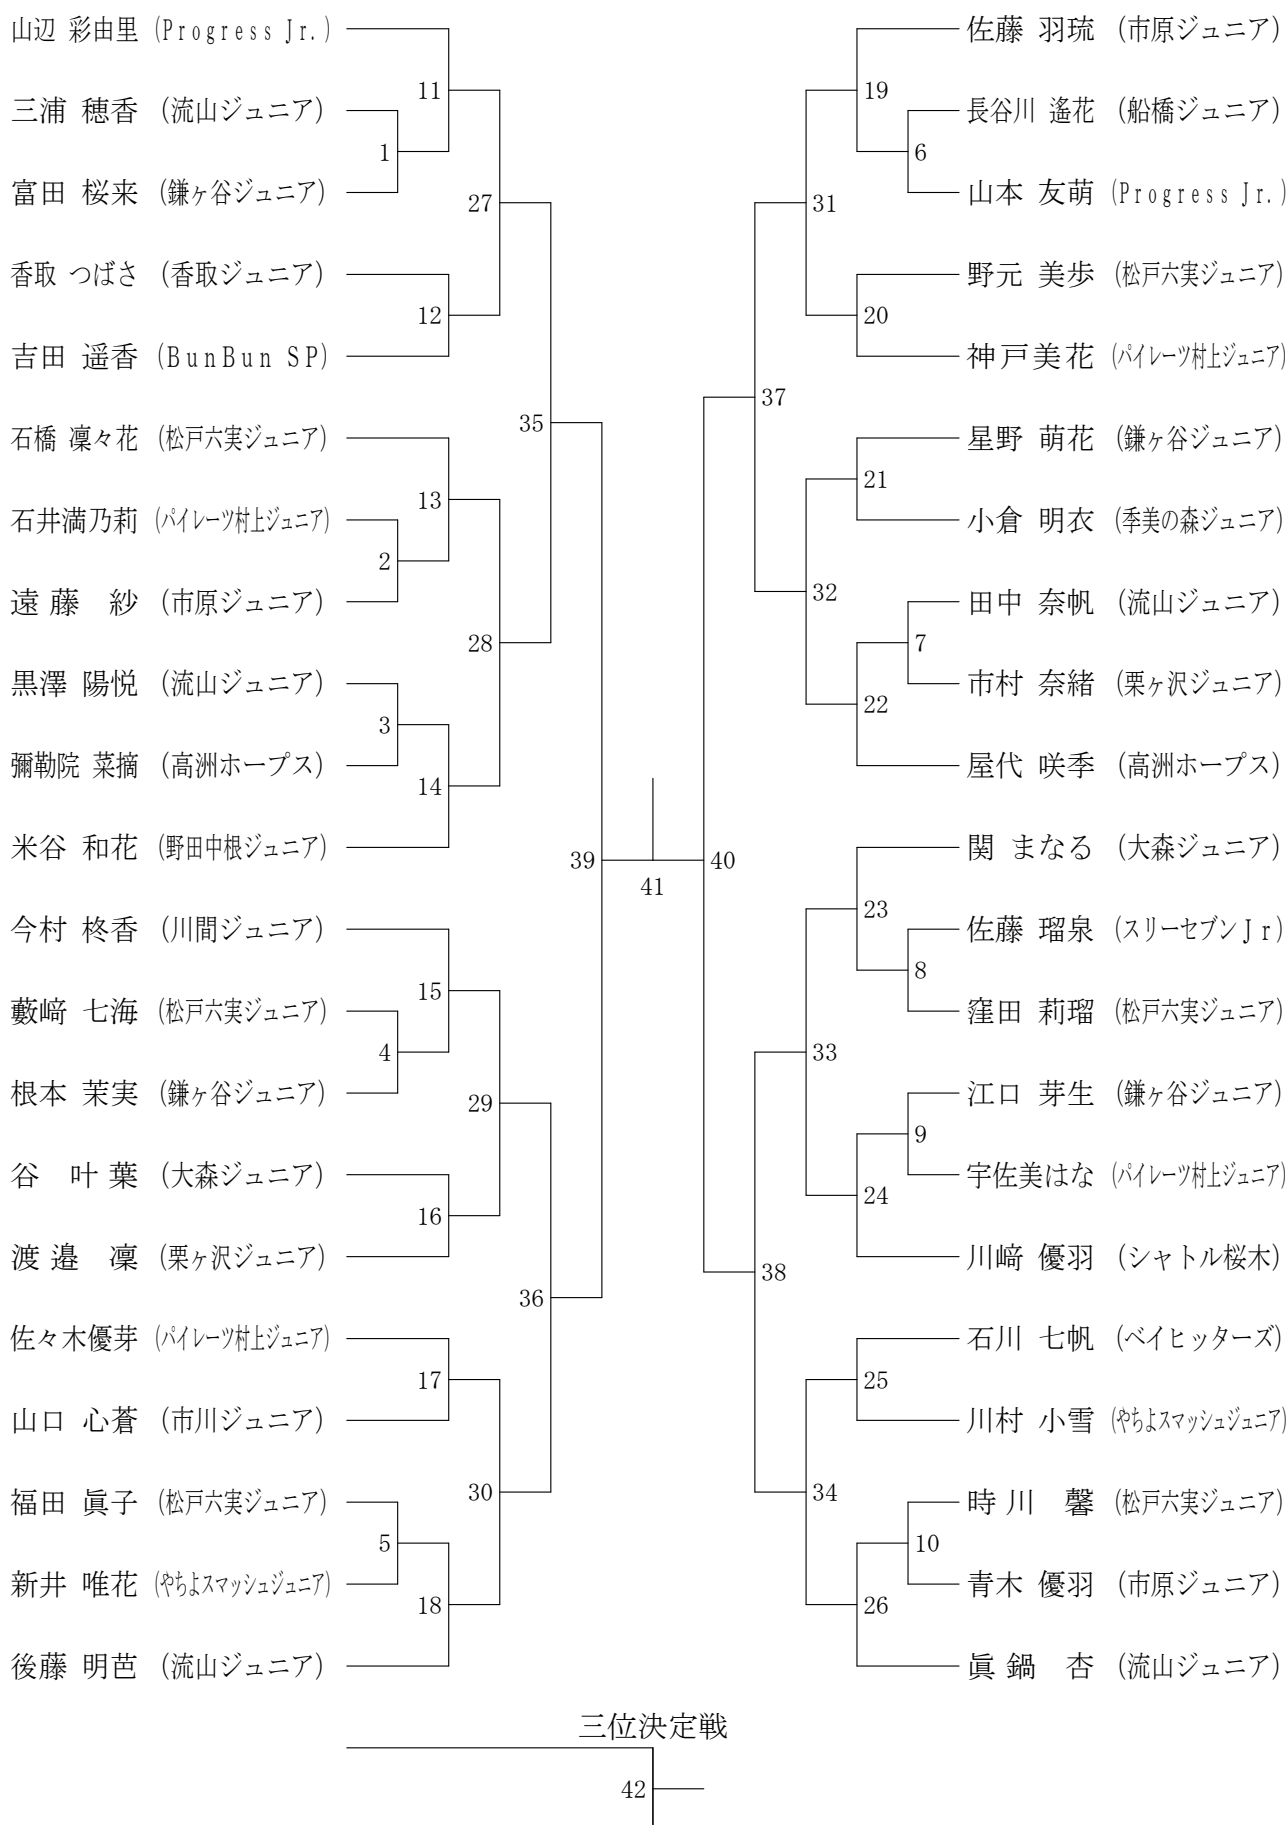 山辺 彩由里 (Progress Jr.)
11
三浦 穂香 (流山ジュニア)
1
富田 桜来 (鎌ヶ谷ジュニア)
27
香取 つばさ (香取ジュニア)
12
吉田 遥香 (BunBun SP)
35
石橋 凜々花 (松戸六実ジュニア)
13
石井満乃莉 (パイレーツ村上ジュニア)
2
遠藤 紗 (市原ジュニア)
28
黒澤 陽悦 (流山ジュニア)
3
彌勒院 菜摘 (高洲ホープス)
14
米谷 和花 (野田中根ジュニア)
39
今村 柊香 (川間ジュニア)
15
藪﨑 七海 (松戸六実ジュニア)
4
根本 茉実 (鎌ヶ谷ジュニア)
29
谷 叶葉 (大森ジュニア)
16
渡邉 凜 (栗ヶ沢ジュニア)
36
佐々木優芽 (パイレーツ村上ジュニア)
17
山口 心蒼 (市川ジュニア)
30
福田 眞子 (松戸六実ジュニア)
5
新井 唯花 (やちよスマッシュジュニア)
18
後藤 明芭 (流山ジュニア)
41
佐藤 羽琉 (市原ジュニア)
19
長谷川 遙花 (船橋ジュニア)
6
山本 友萌 (Progress Jr.)
31
野元 美歩 (松戸六実ジュニア)
20
神戸美花 (パイレーツ村上ジュニア)
37
星野 萌花 (鎌ヶ谷ジュニア)
21
小倉 明衣 (季美の森ジュニア)
32
田中 奈帆 (流山ジュニア)
7
市村 奈緒 (栗ヶ沢ジュニア)
22
屋代 咲季 (高洲ホープス)
40
関 まなる (大森ジュニア)
23
佐藤 瑠泉 (スリーセブンJr)
8
窪田 莉瑠 (松戸六実ジュニア)
33
江口 芽生 (鎌ヶ谷ジュニア)
9
宇佐美はな (パイレーツ村上ジュニア)
24
川﨑 優羽 (シャトル桜木)
38
石川 七帆 (ベイヒッターズ)
25
川村 小雪 (やちよスマッシュジュニア)
34
時川 馨 (松戸六実ジュニア)
10
青木 優羽 (市原ジュニア)
26
眞鍋 杏 (流山ジュニア)
三位決定戦
42